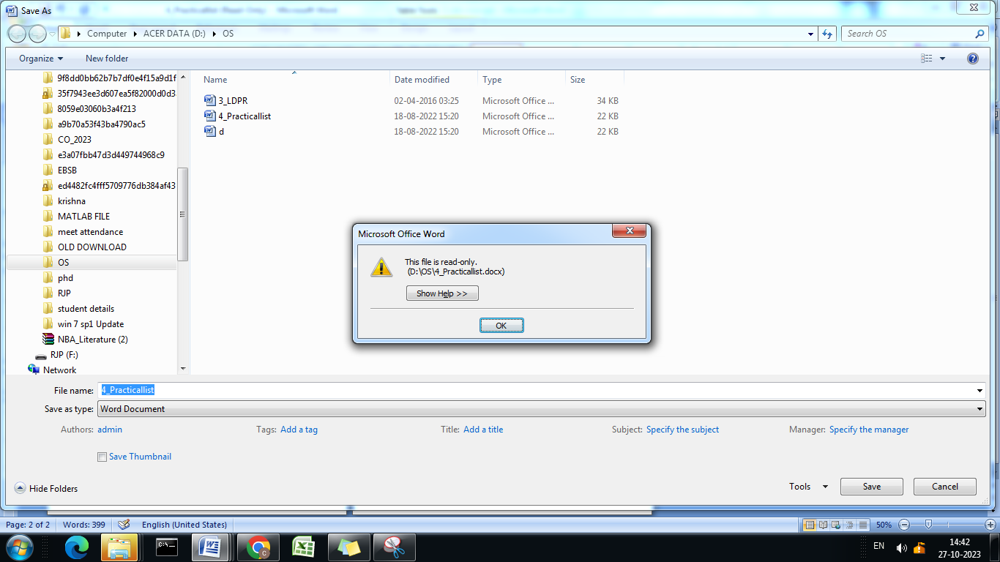 Save As
Computer ▸ ACER DATA (D:) ▸ OS
Search OS
Organize
New folder
Name Date modified Type Size
3_LDPR 02-04-2016 03:25 Microsoft Office ... 34 KB
4_Practicallist 18-08-2022 15:20 Microsoft Office ... 22 KB
d 18-08-2022 15:20 Microsoft Office ... 22 KB
9f8dd0bb62b7b7df0e4f15a9d1f
35f7943ee3d607ea5f82000d0d3
8059e03060b3a4f213
a9b70a53f43ba4790ac5
CO_2023
e3a07fbb47d3d449744968c9
EBSB
ed4482fc4fff5709776db384af43
krishna
MATLAB FILE
meet attendance
OLD DOWNLOAD
OS
phd
RJP
student details
win 7 sp1 Update
NBA_Literature (2)
RJP (F:)
Network
Microsoft Office Word
This file is read-only.
(D:\OS\4_Practicallist.docx)
Show Help >>
OK
File name: 4_Practicallist
Save as type: Word Document
Authors: admin Tags: Add a tag Title: Add a title Subject: Specify the subject Manager: Specify the manager
Save Thumbnail
Hide Folders
Tools Save Cancel
Page: 2 of 2 Words: 399 English (United States) 50%
EN
14:42
27-10-2023